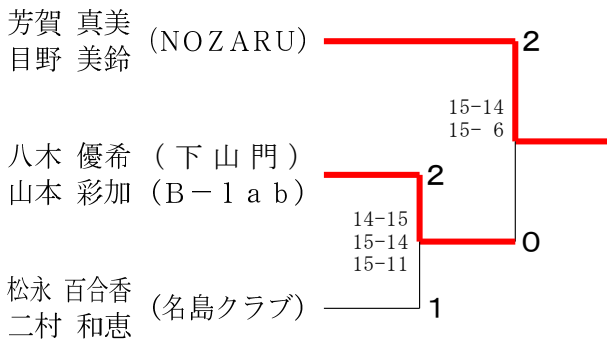 芳賀 真美 (NOZARU) 2
目野 美鈴
15-14
15- 6
八木 優希 (下山門) 2
山本 彩加 (B-lab)
14-15
15-14 0
15-11
松永 百合香 (名島クラブ) 1
二村 和恵